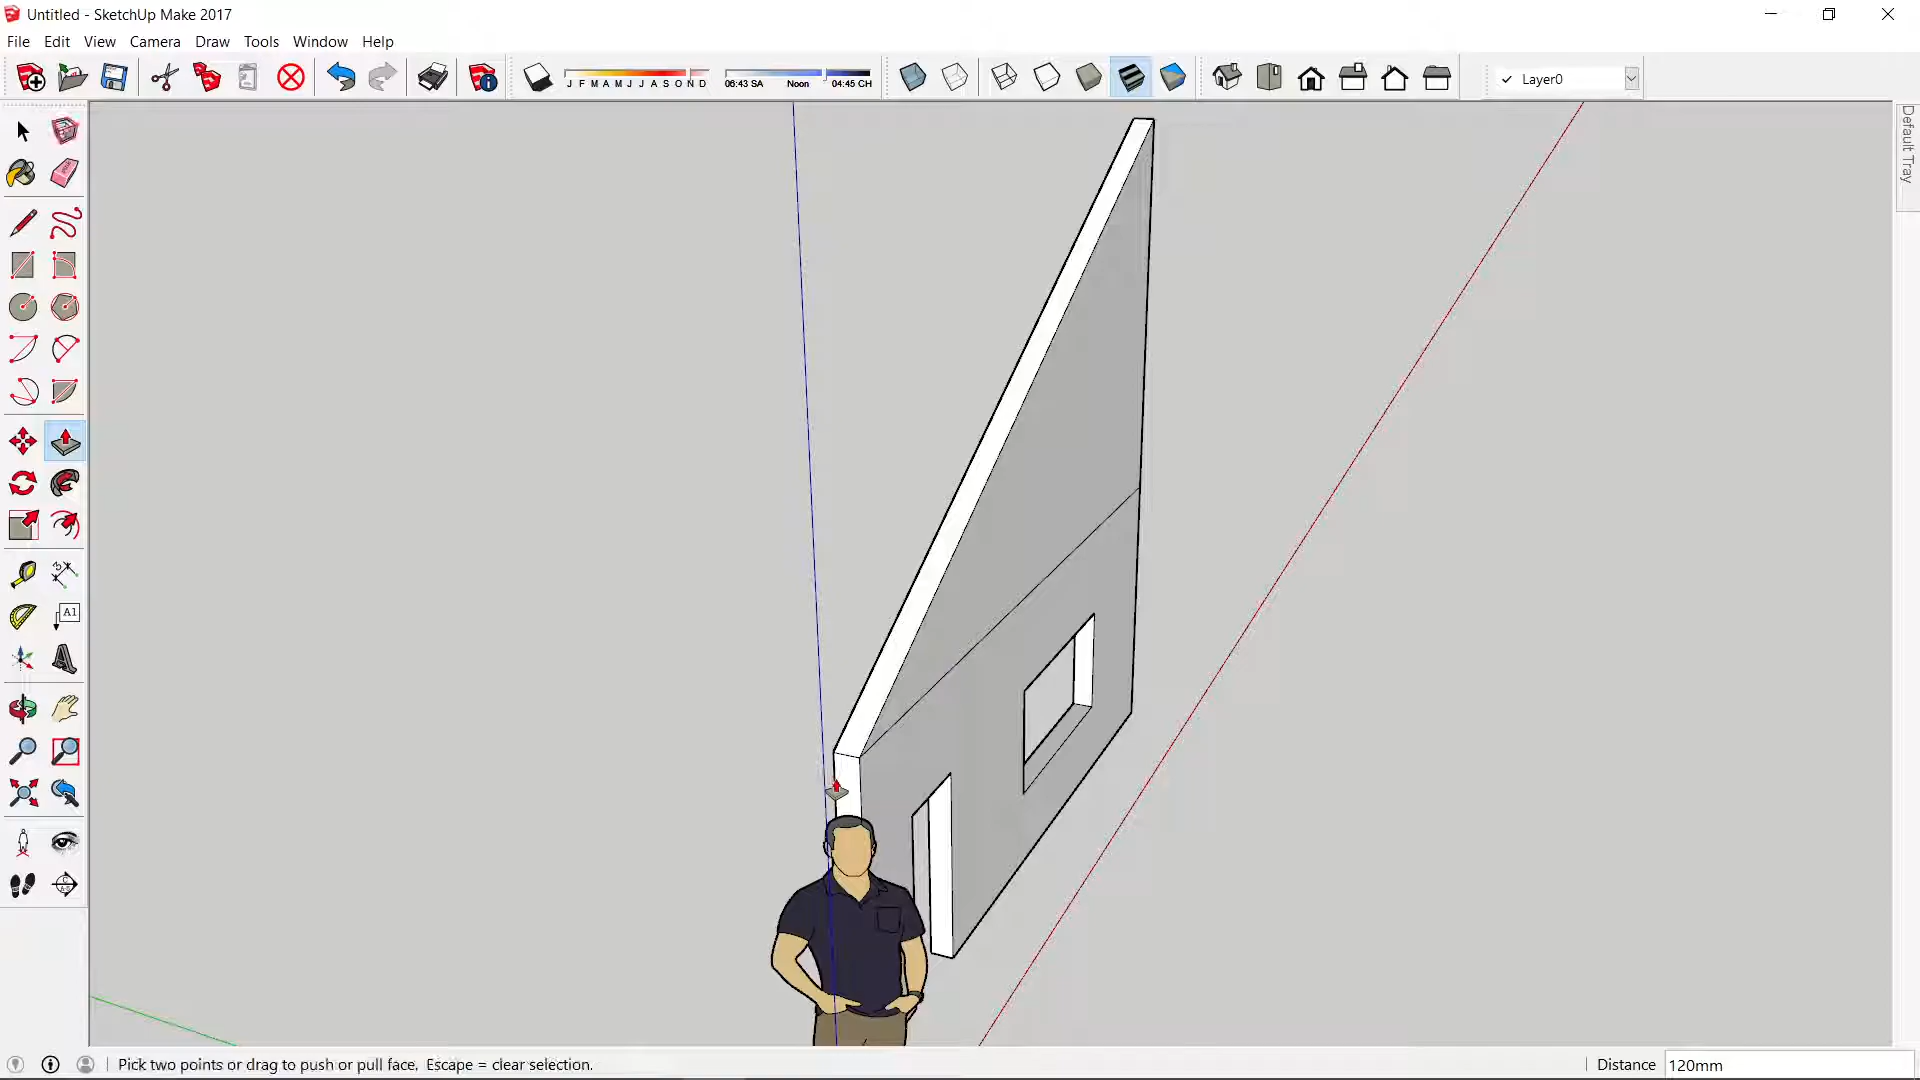 Untitled - SketchUp Make 2017
File Edit View Camera Draw Tools Window Help
J F M A M J J A S O N D
06:43 SA Noon 04:45 CH
Layer0
Default Tray
A1
Pick two points or drag to push or pull face. Escape = clear selection.
Distance 120mm